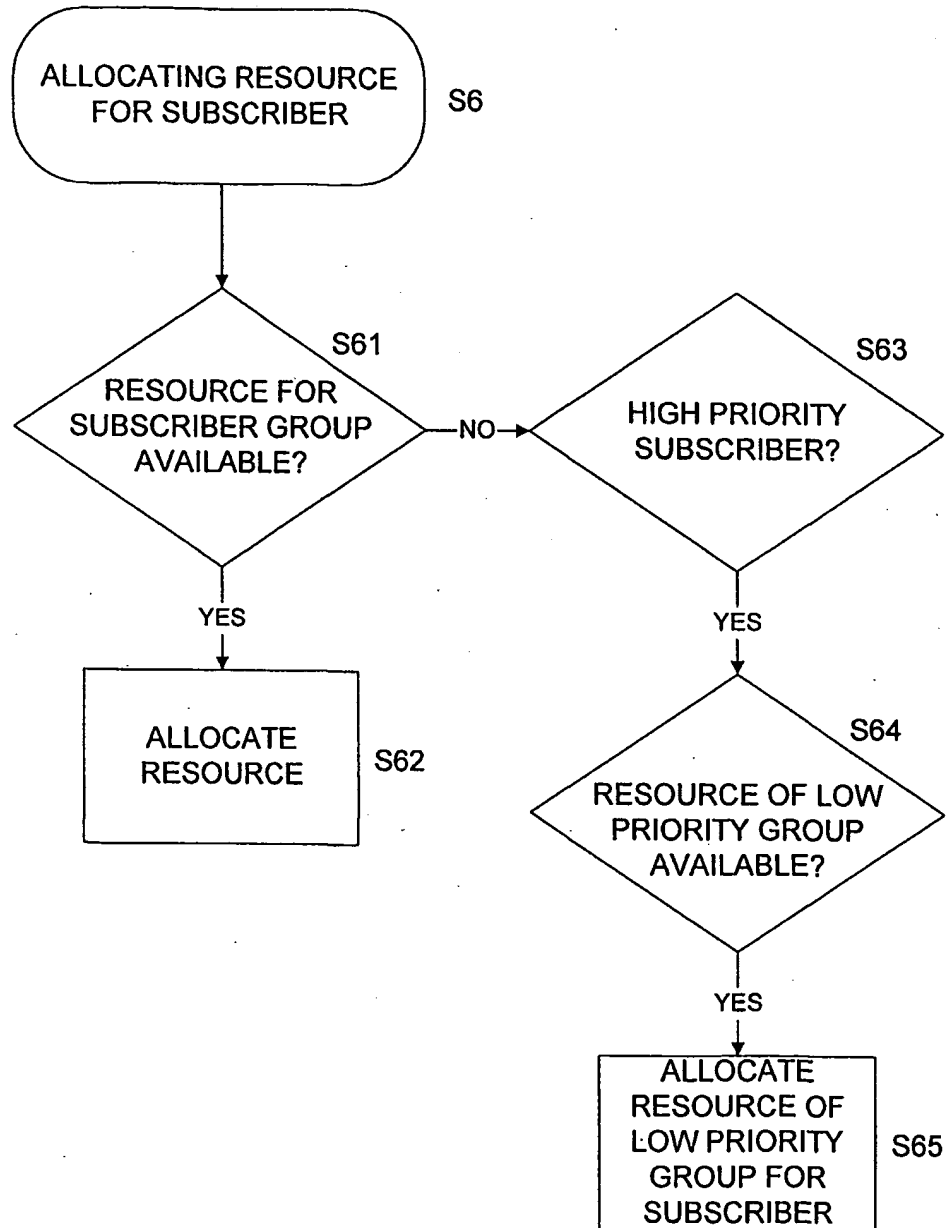 ALLOCATING RESOURCE
FOR SUBSCRIBER
S6
S61
RESOURCE FOR
SUBSCRIBER GROUP
AVAILABLE?
NO
S63
HIGH PRIORITY
SUBSCRIBER?
YES
YES
ALLOCATE
RESOURCE
S62
S64
RESOURCE OF LOW
PRIORITY GROUP
AVAILABLE?
YES
ALLOCATE
RESOURCE OF
LOW PRIORITY
GROUP FOR
SUBSCRIBER
S65